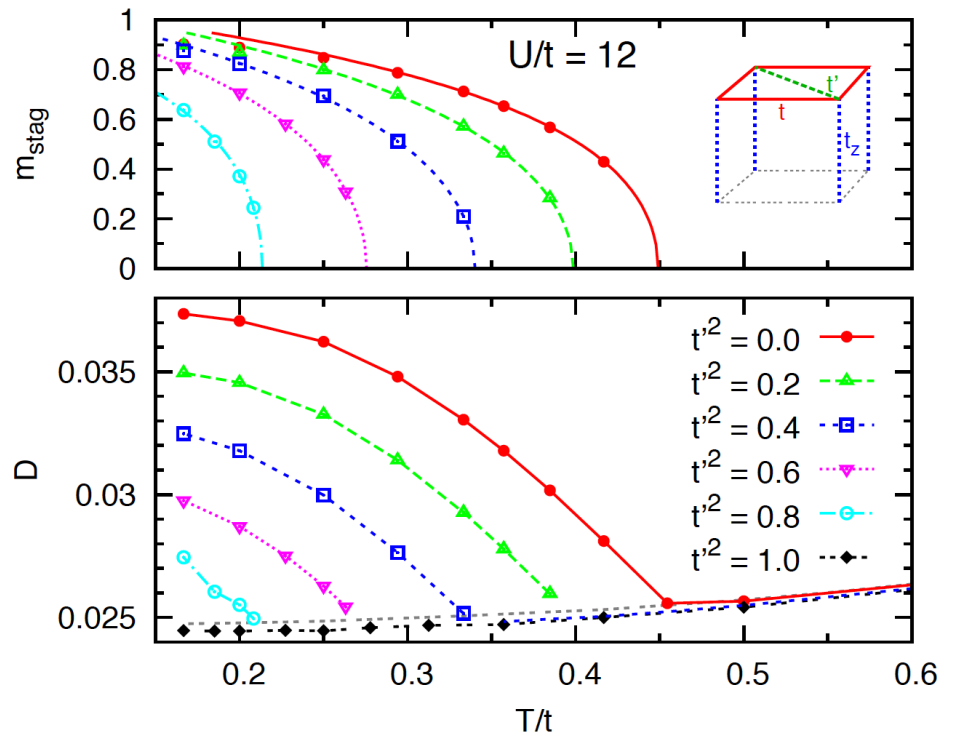 U/t = 12
m_stag
1
0.8
0.6
0.4
0.2
0
t'
t
t_z
D
0.035
0.03
0.025
t'² = 0.0
t'² = 0.2
t'² = 0.4
t'² = 0.6
t'² = 0.8
t'² = 1.0
0.2 0.3 0.4 0.5 0.6
T/t